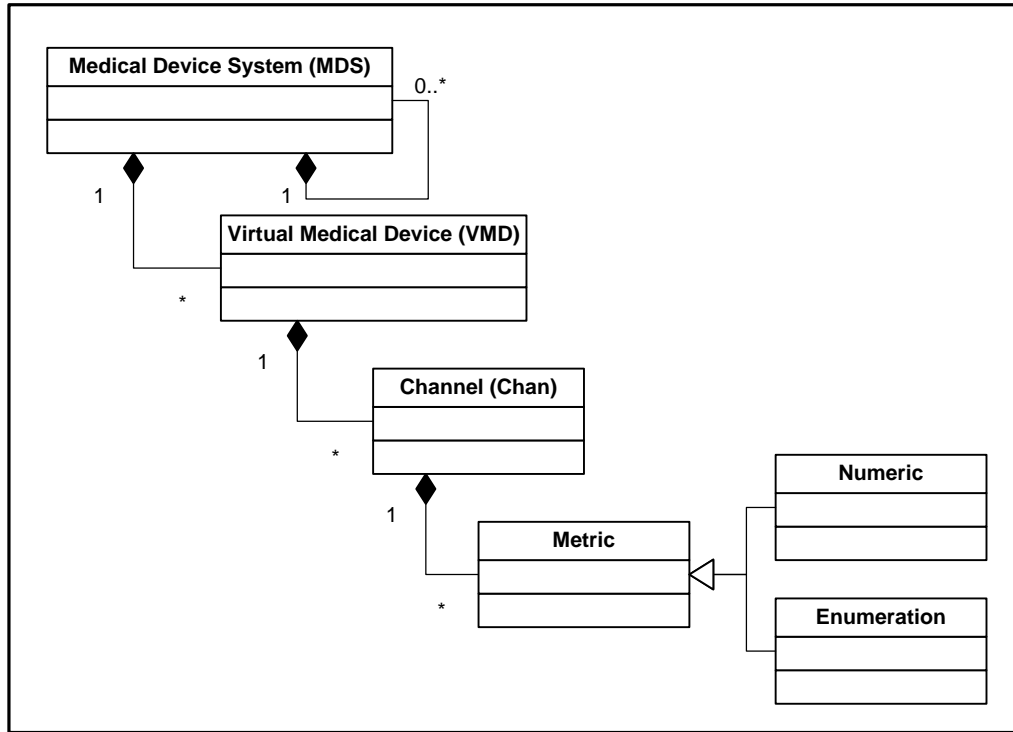 Medical Device System (MDS)
0..*
1
1
Virtual Medical Device (VMD)
*
1
Channel (Chan)
*
1
Metric
*
Numeric
Enumeration